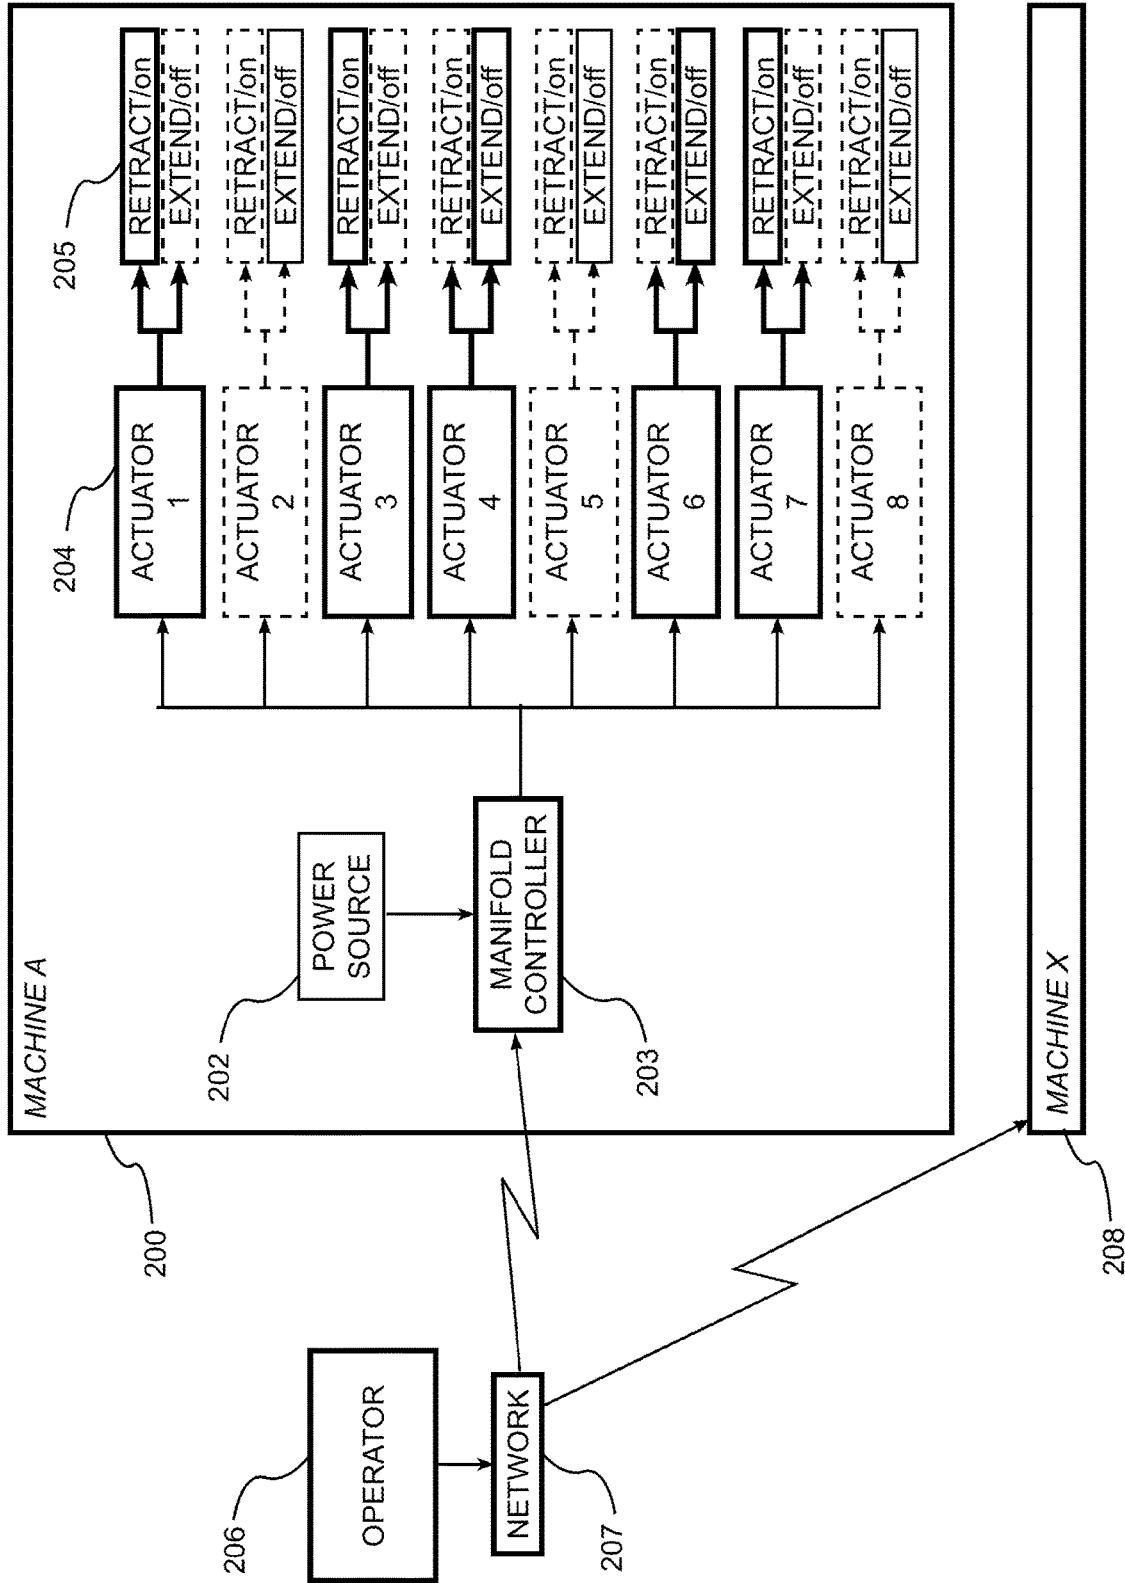 MACHINE A
200
POWER
SOURCE
202
MANIFOLD
CONTROLLER
203
204
205
ACTUATOR
1
RETRACT/on
EXTEND/off
ACTUATOR
2
RETRACT/on
EXTEND/off
ACTUATOR
3
RETRACT/on
EXTEND/off
ACTUATOR
4
RETRACT/on
EXTEND/off
ACTUATOR
5
RETRACT/on
EXTEND/off
ACTUATOR
6
RETRACT/on
EXTEND/off
ACTUATOR
7
RETRACT/on
EXTEND/off
ACTUATOR
8
RETRACT/on
EXTEND/off
206
OPERATOR
NETWORK
207
MACHINE X
208